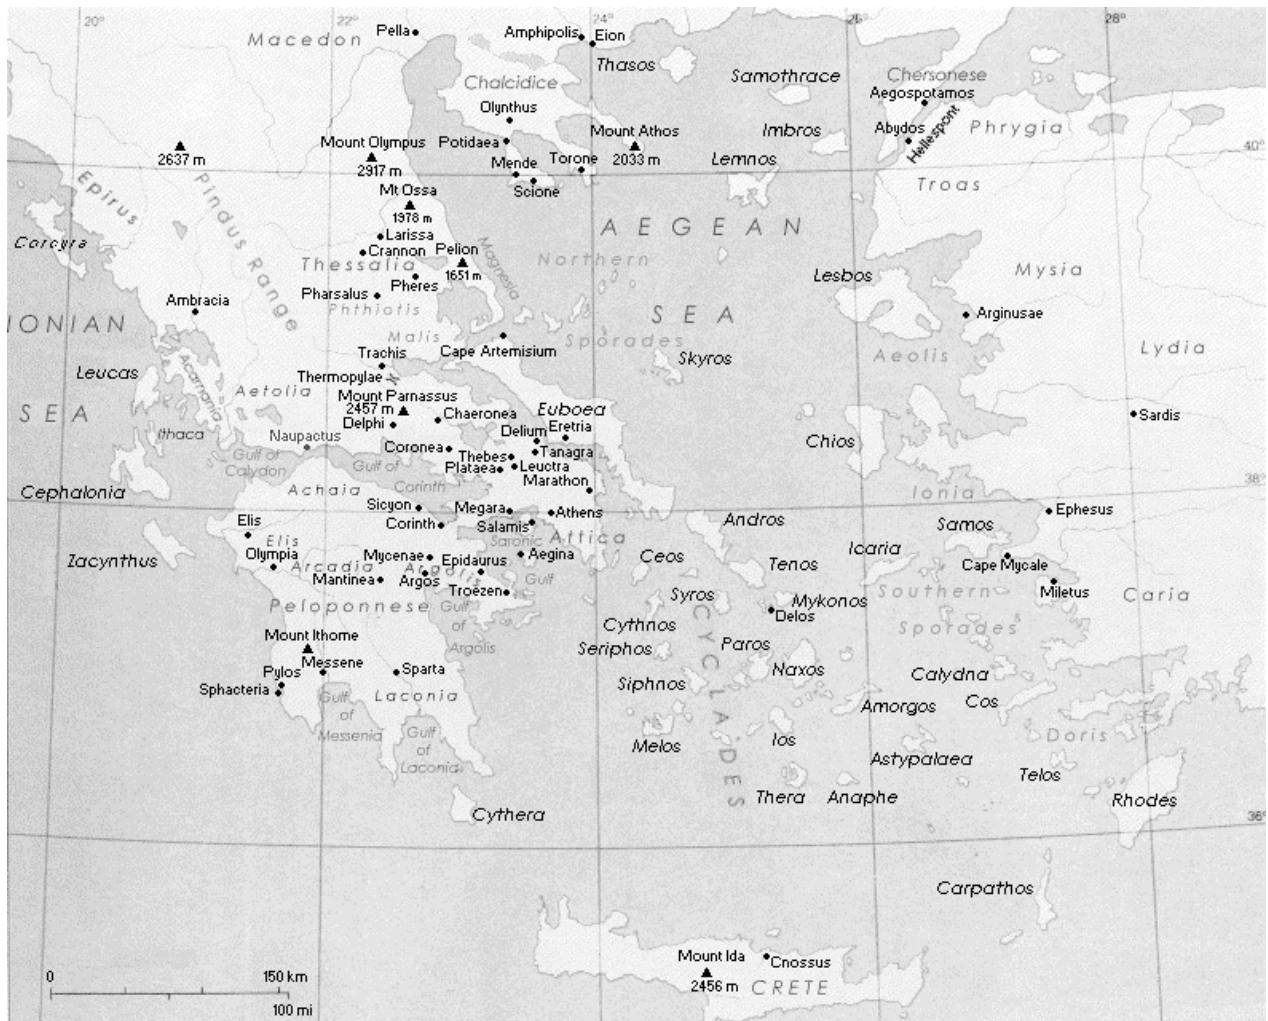 20°
22
24
26
28°
Macedon
Pella
Amphipolis
Eion
Thasos
Samothrace
Chersonese
Aegospotamos
Chalcidice
Olynthus
Potidaea
Mount Athos
2033 m
Imbros
Abydos
Hellespont
Phrygia
40°
2637 m
Mount Olympus
2917 m
Mende
Torone
Scione
Lemnos
Troas
Epirus
Pindus Range
Mt Ossa
1978 m
Corcyra
Larissa
Crannon
Thessalia
Pelion
1651 m
Magnesia
AEGEAN
SEA
Northern
Sporades
Lesbos
Mysia
Pheres
Pharsalus
Phthiotis
Ambracia
IONIAN
SEA
Arginusae
Malis
Cape Artemisium
Skyros
Aeolis
Lydia
Trachis
Thermopylae
Leucas
Acarnania
Aetolia
Mount Parnassus
2457 m
Delphi
Chaeronea
Euboea
Eretria
Delium
Sardis
Ithaca
Naupactus
Gulf of
Calydon
Coronea
Thebes
Tanagra
Plataea
Leuctra
Marathon
Chios
Gulf of
Corinth
Cephalonia
Achaia
Ionia
38°
Sicyon
Megara
Athens
Corinth
Salamis
Attica
Saronic
Gulf
Andros
Samos
Ephesus
Elis
Elis
Olympia
Zacynthus
Arcadia
Mycenae
Argolis
Epidaurus
Aegina
Ceos
Tenos
Icaria
Cape Mycale
Mantinea
Argos
Troezen
Miletus
Peloponnese
Gulf
of
Argolis
Syros
Mykonos
Delos
Southern
Sporades
Caria
Cythnos
CYCLADES
Mount Ithome
Messene
Seriphos
Paros
Naxos
Pylos
Sphacteria
Sparta
Laconia
Siphnos
Calydna
Amorgos
Cos
Gulf
of
Messenia
Gulf
of
Laconia
Melos
Ios
Astypalaea
Doris
Telos
Thera
Anaphe
Rhodes
Cythera
36°
Carpathos
Mount Ida
2456 m
Cnossus
CRETE
0
150 km
100 mi